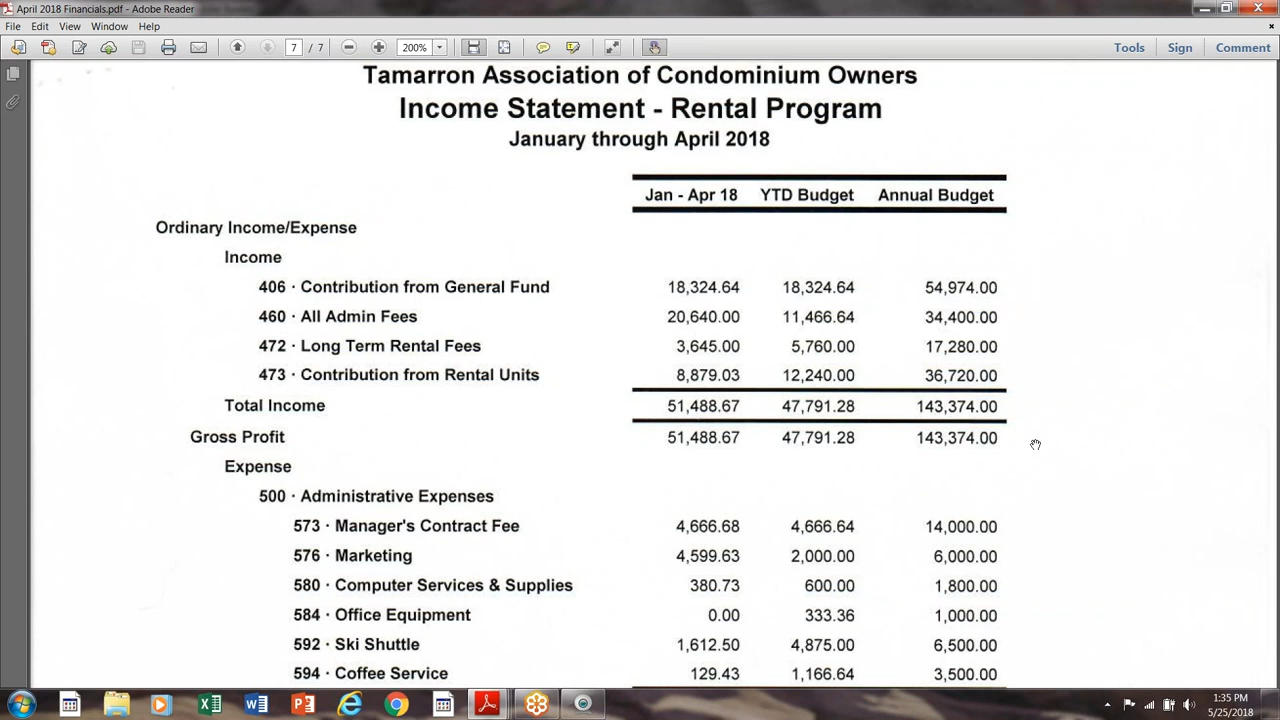 April 2018 Financials.pdf - Adobe Reader
File Edit View Window Help
7 / 7 200% Tools Sign Comment
Tamarron Association of Condominium Owners
Income Statement - Rental Program
January through April 2018
Jan - Apr 18 YTD Budget Annual Budget
Ordinary Income/Expense
Income
406 · Contribution from General Fund 18,324.64 18,324.64 54,974.00
460 · All Admin Fees 20,640.00 11,466.64 34,400.00
472 · Long Term Rental Fees 3,645.00 5,760.00 17,280.00
473 · Contribution from Rental Units 8,879.03 12,240.00 36,720.00
Total Income 51,488.67 47,791.28 143,374.00
Gross Profit 51,488.67 47,791.28 143,374.00
Expense
500 · Administrative Expenses
573 · Manager's Contract Fee 4,666.68 4,666.64 14,000.00
576 · Marketing 4,599.63 2,000.00 6,000.00
580 · Computer Services & Supplies 380.73 600.00 1,800.00
584 · Office Equipment 0.00 333.36 1,000.00
592 · Ski Shuttle 1,612.50 4,875.00 6,500.00
594 · Coffee Service 129.43 1,166.64 3,500.00
1:35 PM
5/25/2018